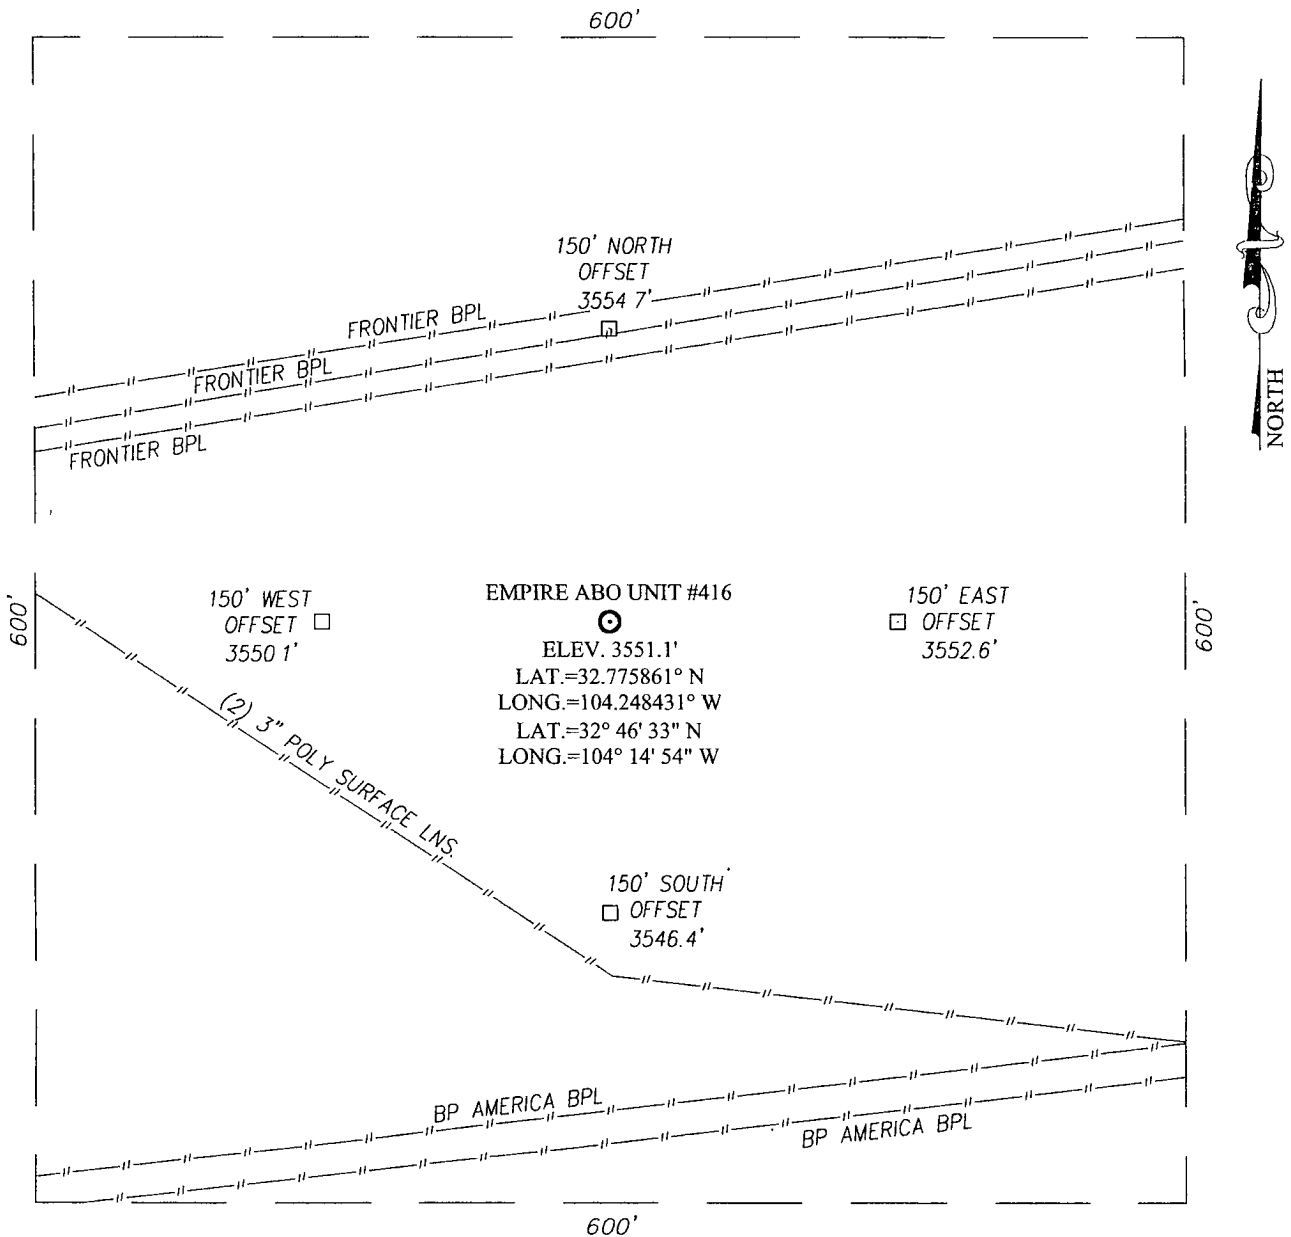 600'
150' NORTH
OFFSET
3554 7'
FRONTIER BPL
FRONTIER BPL
FRONTIER BPL
NORTH
600'
150' WEST
OFFSET
3550 1'
EMPIRE ABO UNIT #416
ELEV. 3551.1'
LAT.=32.775861° N
LONG.=104.248431° W
LAT.=32° 46' 33" N
LONG.=104° 14' 54" W
150' EAST
OFFSET
3552.6'
600'
(2) 3" POLY SURFACE LNS.
150' SOUTH
OFFSET
3546.4'
BP AMERICA BPL
BP AMERICA BPL
600'